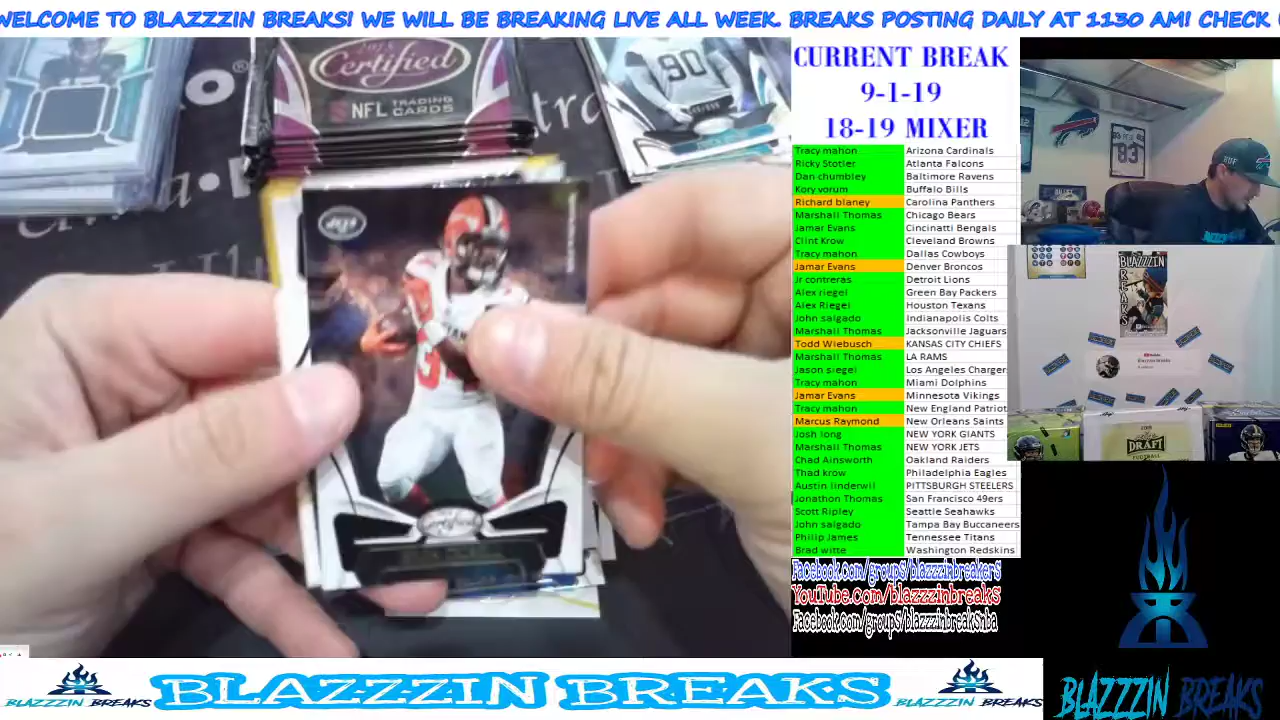 WELCOME TO BLAZZZIN BREAKS! WE WILL BE BREAKING LIVE ALL WEEK. BREAKS POSTING DAILY AT 1130 AM! CHECK
CURRENT BREAK
9-1-19
18-19 MIXER
Tracy mahon Arizona Cardinals
Ricky Stotler Atlanta Falcons
Dan chumbley Baltimore Ravens
Kory vorum Buffalo Bills
Richard blaney Carolina Panthers
Marshall Thomas Chicago Bears
Jamar Evans Cincinatti Bengals
Clint Krow Cleveland Browns
Tracy mahon Dallas Cowboys
Jamar Evans Denver Broncos
Jr contreras Detroit Lions
Alex riegel Green Bay Packers
Alex Riegel Houston Texans
John salgado Indianapolis Colts
Marshall Thomas Jacksonville Jaguars
Todd Wiebusch KANSAS CITY CHIEFS
Marshall Thomas LA RAMS
Jason siegel Los Angeles Charger
Tracy mahon Miami Dolphins
Jamar Evans Minnesota Vikings
Tracy mahon New England Patriot
Marcus Raymond New Orleans Saints
Josh long NEW YORK GIANTS
Marshall Thomas NEW YORK JETS
Chad Ainsworth Oakland Raiders
Thad krow Philadelphia Eagles
Austin linderwil PITTSBURGH STEELERS
Jonathon Thomas San Francisco 49ers
Scott Ripley Seattle Seahawks
John salgado Tampa Bay Buccaneers
Philip James Tennessee Titans
Brad witte Washington Redskins
Facebook.com/groups/blazzzinbreakers
YouTube.com/blazzzinbreaks
Facebook.com/groups/blazzzinbreaksnba
Certified
NFL TRADING CARDS
90
JETS
83
BLAZZZIN
BREAKS
DRAFT
FOOTBALL
BLAZZZIN BREAKS
BLAZZZIN BREAKS
BLAZZZIN BREAKS
BLAZZZIN BREAKS